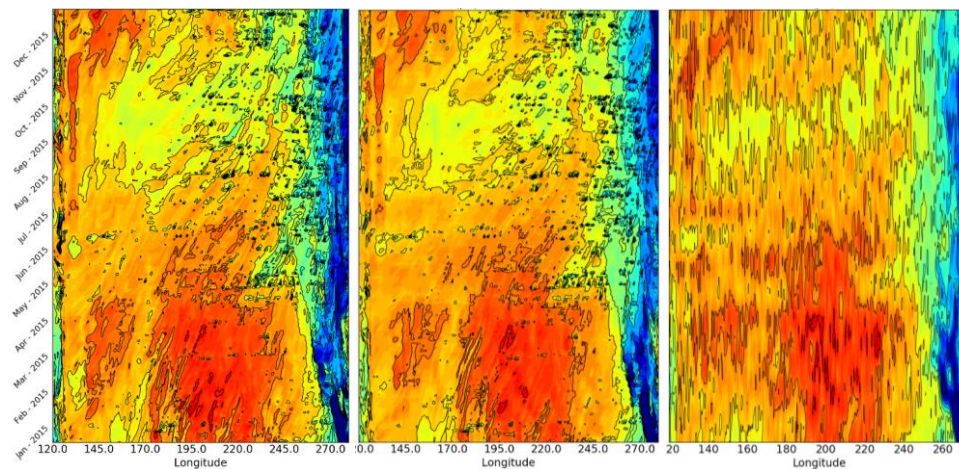 Dec - 2015
Nov - 2015
Oct - 2015
Sep - 2015
Aug - 2015
Jul - 2015
Jun - 2015
May - 2015
Apr - 2015
Mar - 2015
Feb - 2015
Jan - 2015
120.0 145.0 170.0 195.0 220.0 245.0 270.0
Longitude
120.0 145.0 170.0 195.0 220.0 245.0 270.0
Longitude
20 140 160 180 200 220 240 260
Longitude